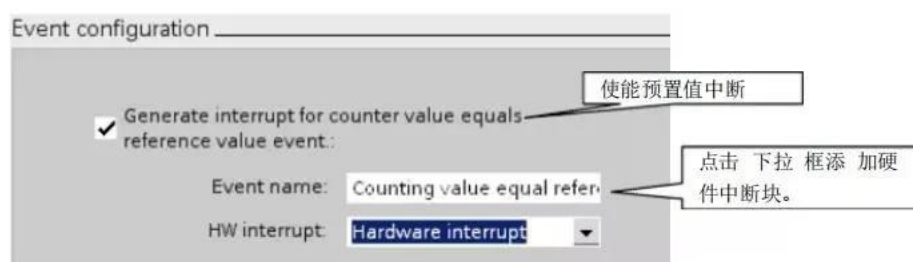 Event configuration
使能预置值中断
Generate interrupt for counter value equals
reference value event.:
点击 下拉 框添 加硬
件中断块。
Event name: Counting value equal refer
HW interrupt: Hardware interrupt